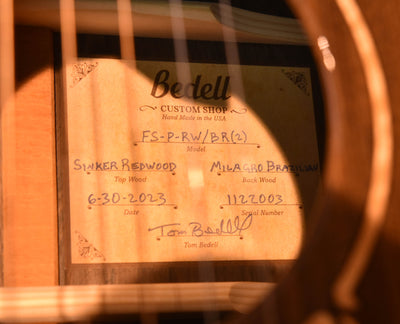 Bedell
CUSTOM SHOP
Hand Made in the USA
FS-P-RW/BR(2)
Model
SINKER REDWOOD MILAGRO BRAZILIAN
Top Wood Back Wood
6-30-2023 1122003
Date Serial Number
Tom Bedell
Tom Bedell